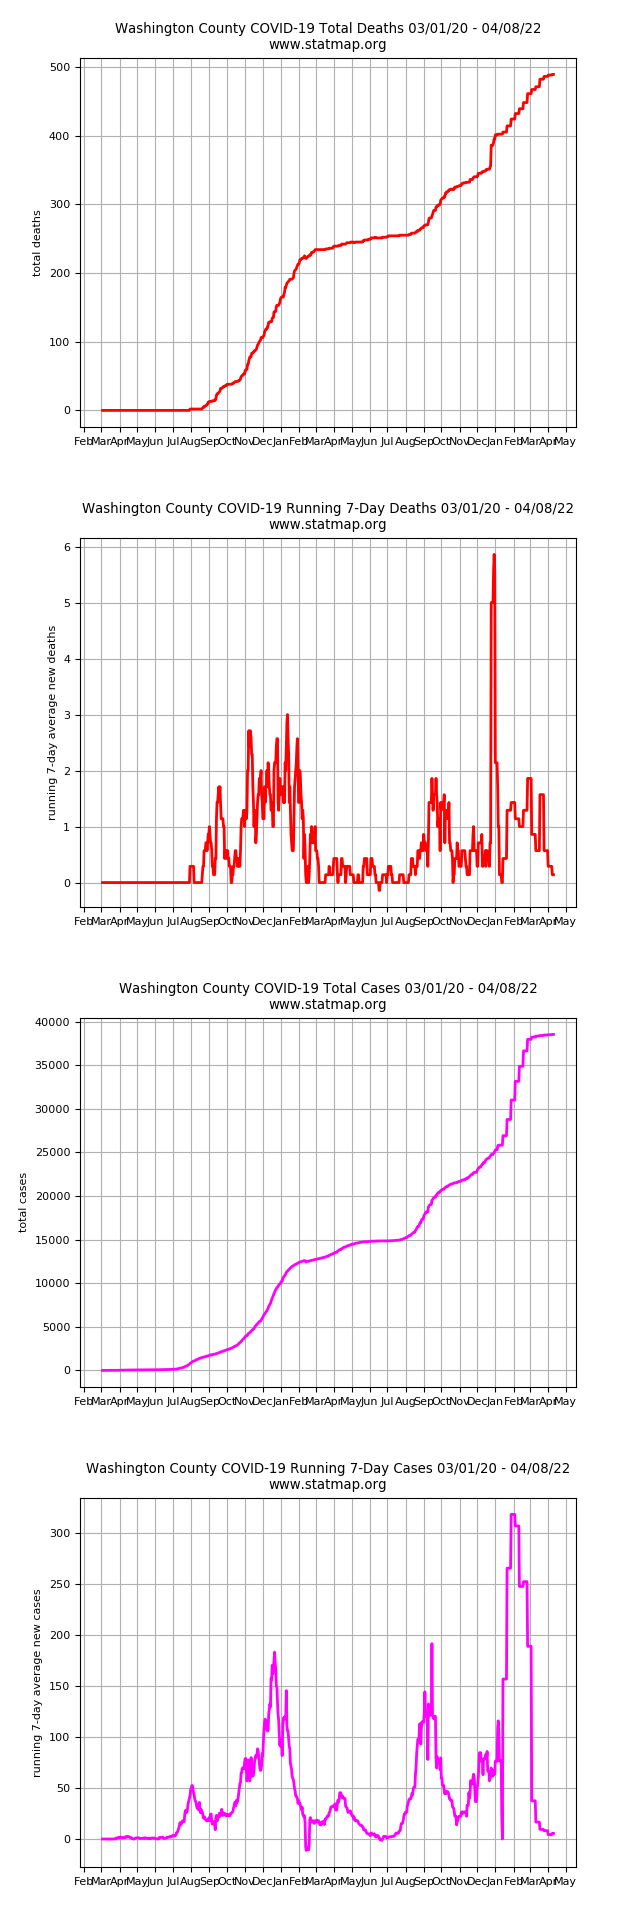 Washington County COVID-19 Total Deaths 03/01/20 - 04/08/22
www.statmap.org
500
400
300
200
100
0
total deaths
Feb Mar Apr May Jun Jul Aug Sep Oct Nov Dec Jan Feb Mar Apr May Jun Jul Aug Sep Oct Nov Dec Jan Feb Mar Apr May
Washington County COVID-19 Running 7-Day Deaths 03/01/20 - 04/08/22
www.statmap.org
6
5
4
3
2
1
0
running 7-day average new deaths
Feb Mar Apr May Jun Jul Aug Sep Oct Nov Dec Jan Feb Mar Apr May Jun Jul Aug Sep Oct Nov Dec Jan Feb Mar Apr May
Washington County COVID-19 Total Cases 03/01/20 - 04/08/22
www.statmap.org
40000
35000
30000
25000
20000
15000
10000
5000
0
total cases
Feb Mar Apr May Jun Jul Aug Sep Oct Nov Dec Jan Feb Mar Apr May Jun Jul Aug Sep Oct Nov Dec Jan Feb Mar Apr May
Washington County COVID-19 Running 7-Day Cases 03/01/20 - 04/08/22
www.statmap.org
300
250
200
150
100
50
0
running 7-day average new cases
Feb Mar Apr May Jun Jul Aug Sep Oct Nov Dec Jan Feb Mar Apr May Jun Jul Aug Sep Oct Nov Dec Jan Feb Mar Apr May